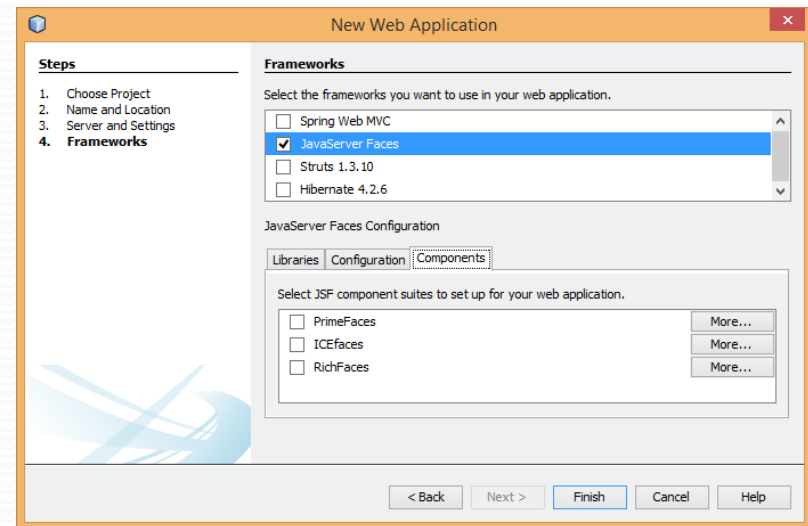 New Web Application
Steps
1. Choose Project
2. Name and Location
3. Server and Settings
4. Frameworks
Frameworks
Select the frameworks you want to use in your web application.
Spring Web MVC
JavaServer Faces
Struts 1.3.10
Hibernate 4.2.6
JavaServer Faces Configuration
Libraries Configuration Components
Select JSF component suites to set up for your web application.
PrimeFaces More...
ICEfaces More...
RichFaces More...
< Back Next > Finish Cancel Help